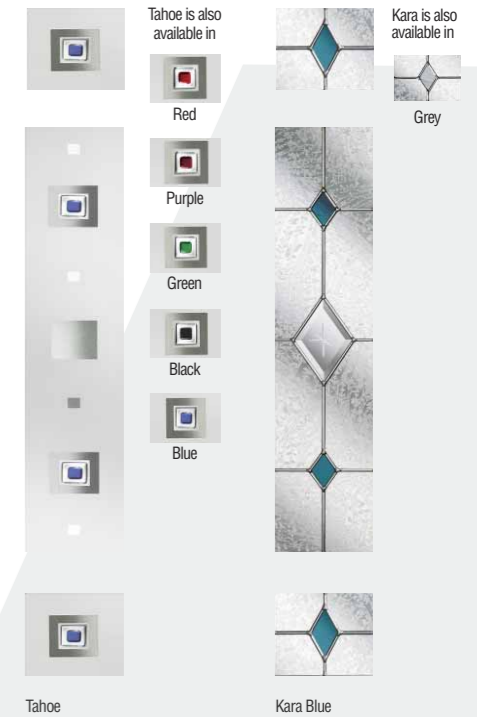 Tahoe is also
available in
Red
Purple
Green
Black
Blue
Kara is also
available in
Grey
Tahoe
Kara Blue